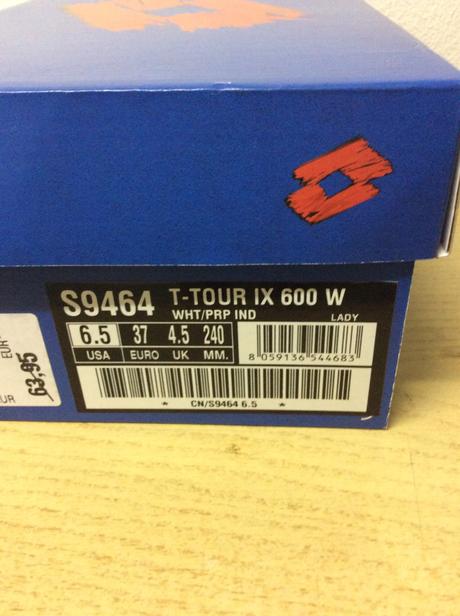 S9464 T-TOUR IX 600 W
WHT/PRP IND LADY
6.5 37 4.5 240
USA EURO UK MM.
8 059136 544683
* CN/S9464 6.5 *
EUR
63,95
UR